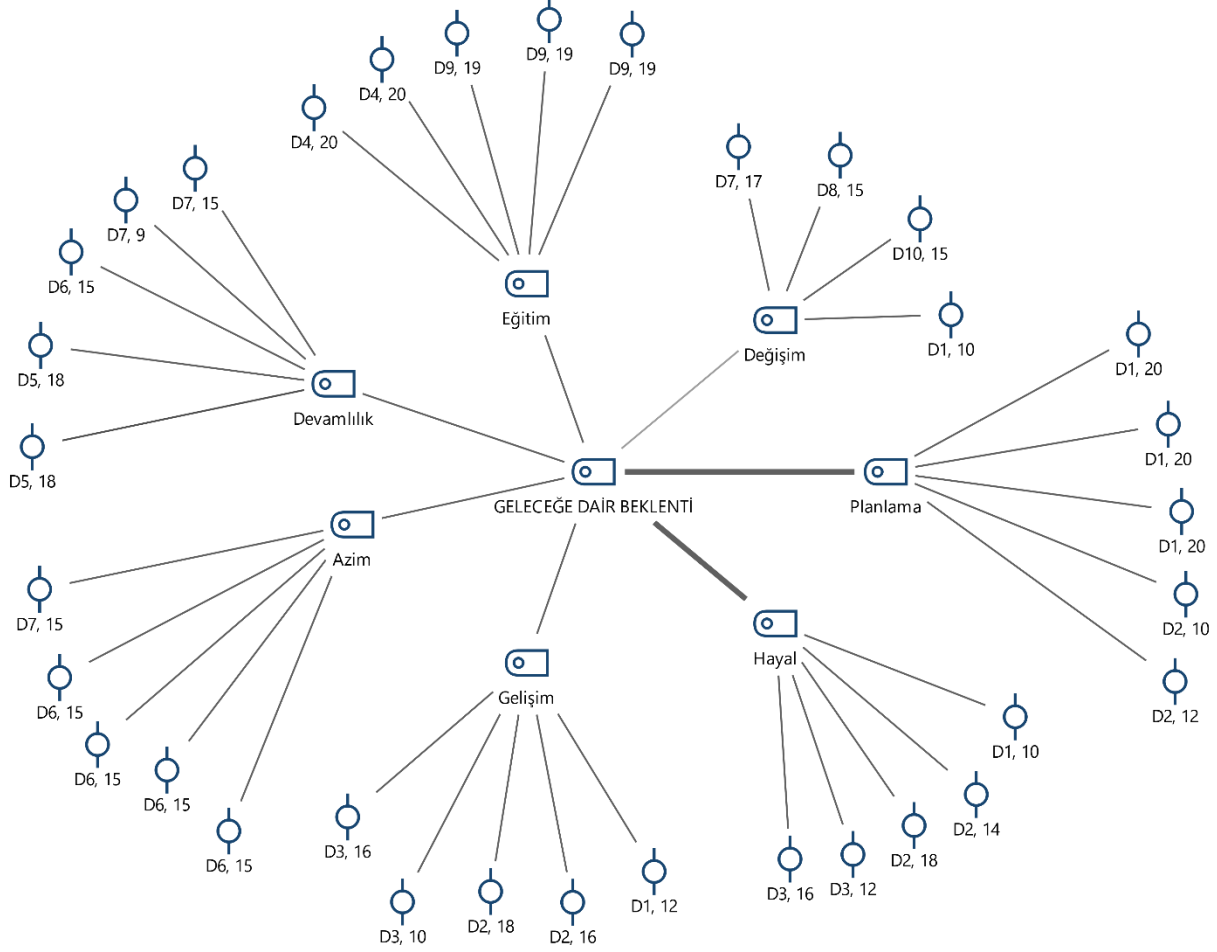 D9, 19
D9, 19
D9, 19
D4, 20
D4, 20
D7, 17
D8, 15
D10, 15
D1, 10
D7, 15
D7, 9
D6, 15
D5, 18
D5, 18
Eğitim
Değişim
Devamlılık
D1, 20
D1, 20
D1, 20
D2, 10
D2, 12
GELECEĞE DAİR BEKLENTİ
Planlama
Azim
D7, 15
D6, 15
D6, 15
D6, 15
D6, 15
Gelişim
Hayal
D3, 16
D3, 10
D2, 18
D2, 16
D1, 12
D3, 16
D3, 12
D2, 18
D2, 14
D1, 10